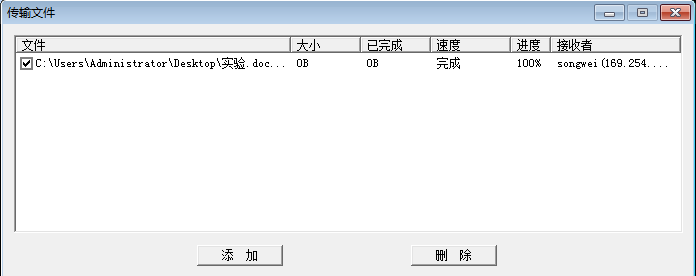 传输文件
文件 大小 已完成 速度 进度 接收者
C:\Users\Administrator\Desktop\实验.doc... 0B 0B 完成 100% songwei(169.254....
添 加 删 除